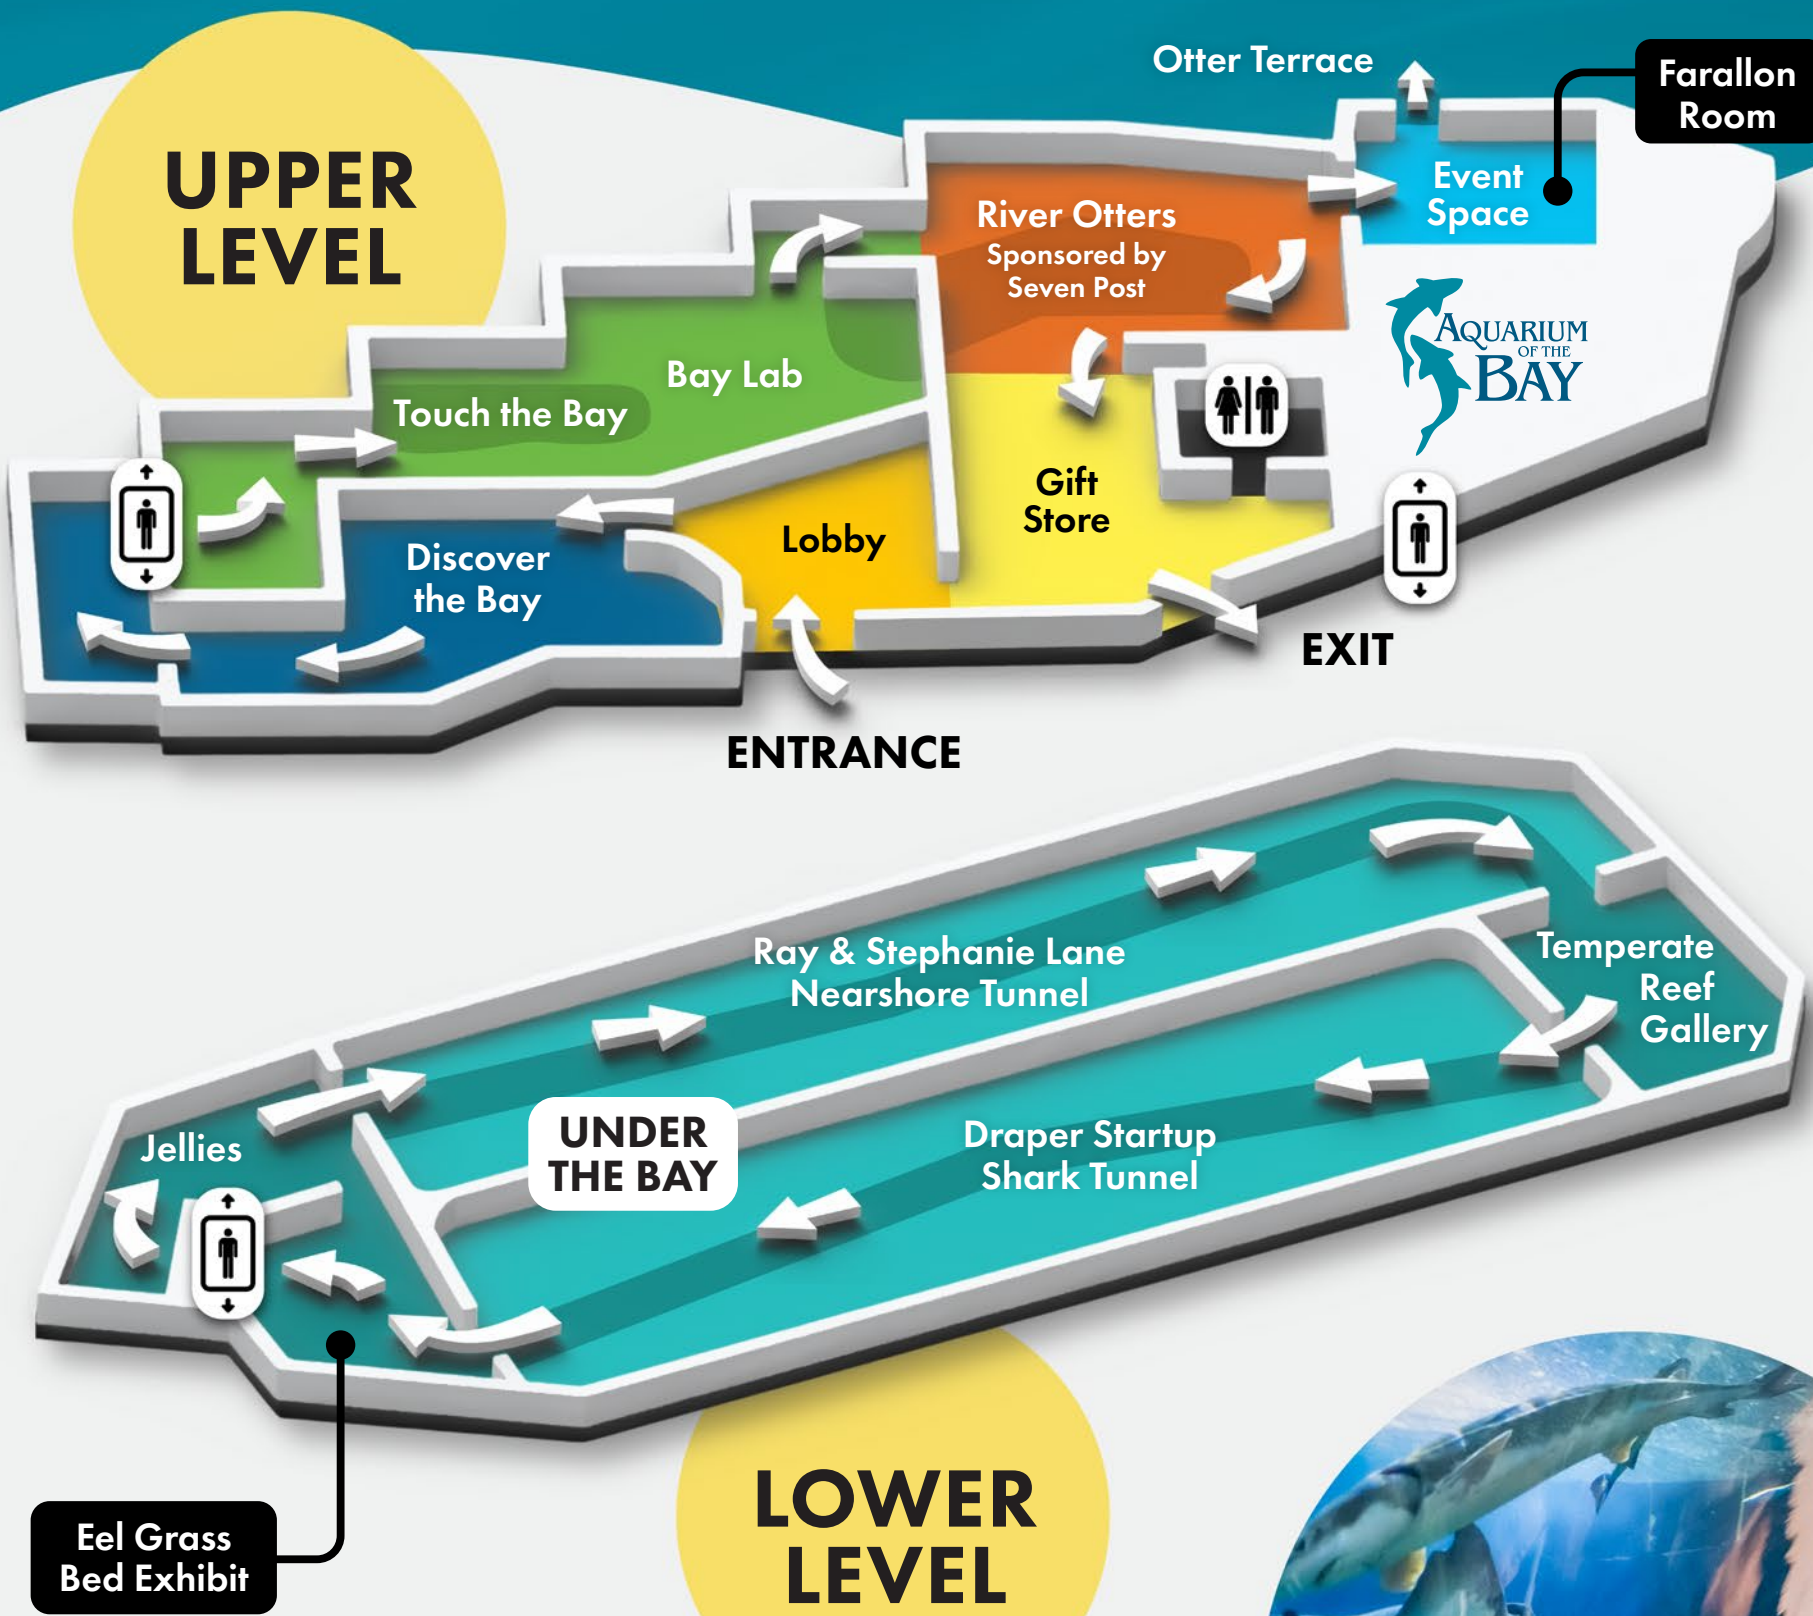 UPPER
LEVEL
Otter Terrace
Farallon
Room
Event
Space
River Otters
Sponsored by
Seven Post
AQUARIUM
OF THE
BAY
Bay Lab
Touch the Bay
Gift
Store
Lobby
Discover
the Bay
EXIT
ENTRANCE
Ray & Stephanie Lane
Nearshore Tunnel
Temperate
Reef
Gallery
Jellies
UNDER
THE BAY
Draper Startup
Shark Tunnel
Eel Grass
Bed Exhibit
LOWER
LEVEL